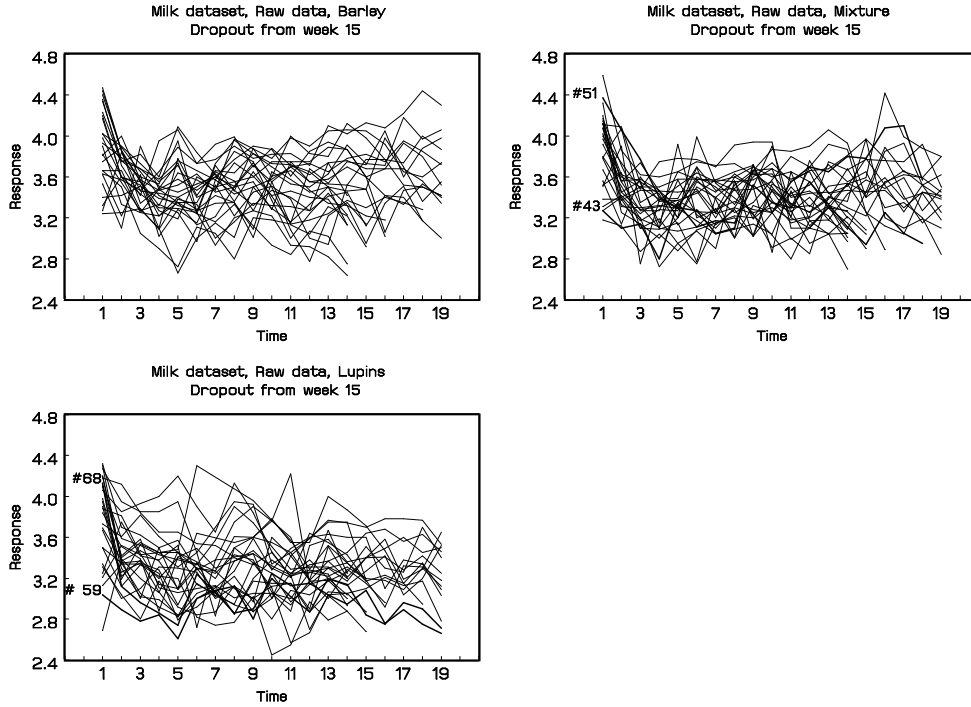 Milk dataset, Raw data, Barley
Dropout from week 15
4.8
4.4
4.0
3.6
3.2
2.8
2.4
Response
1 3 5 7 9 11 13 15 17 19
Time
Milk dataset, Raw data, Mixture
Dropout from week 15
4.8
4.4
4.0
3.6
3.2
2.8
2.4
Response
#51
#43
1 3 5 7 9 11 13 15 17 19
Time
Milk dataset, Raw data, Lupins
Dropout from week 15
4.8
4.4
4.0
3.6
3.2
2.8
2.4
Response
#68
# 59
1 3 5 7 9 11 13 15 17 19
Time